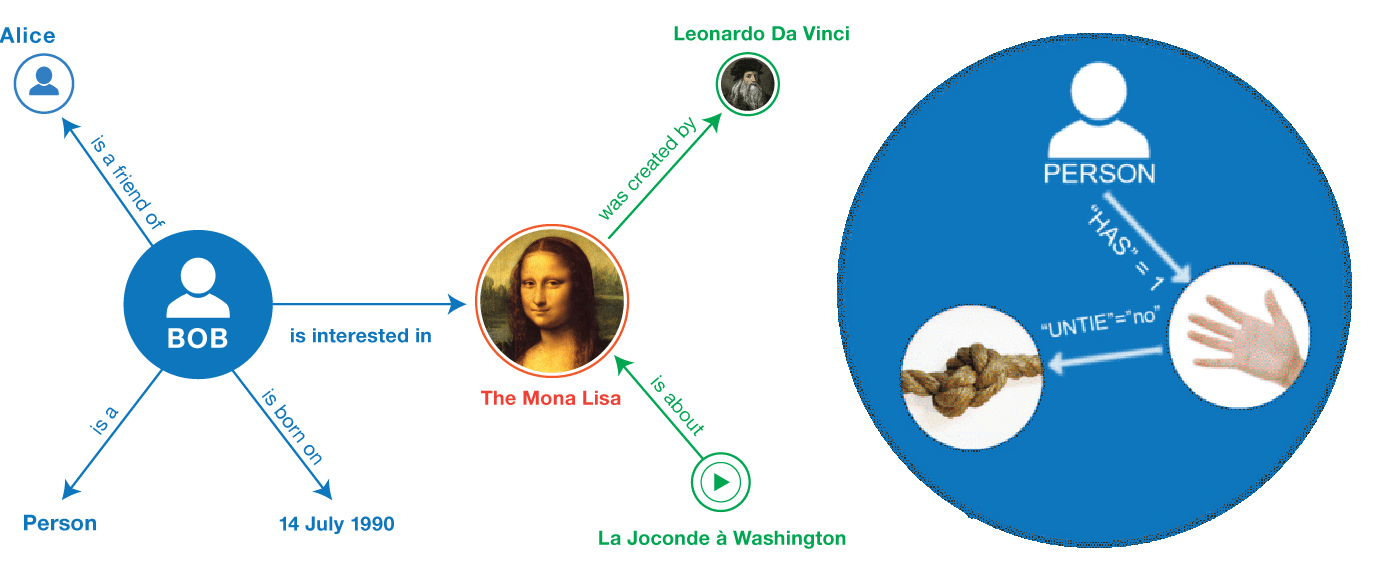 Alice
is a friend of
BOB
is interested in
is a
is born on
Person
14 July 1990
Leonardo Da Vinci
was created by
The Mona Lisa
is about
La Joconde à Washington
PERSON
“HAS” = 1
“UNTIE”=”no”